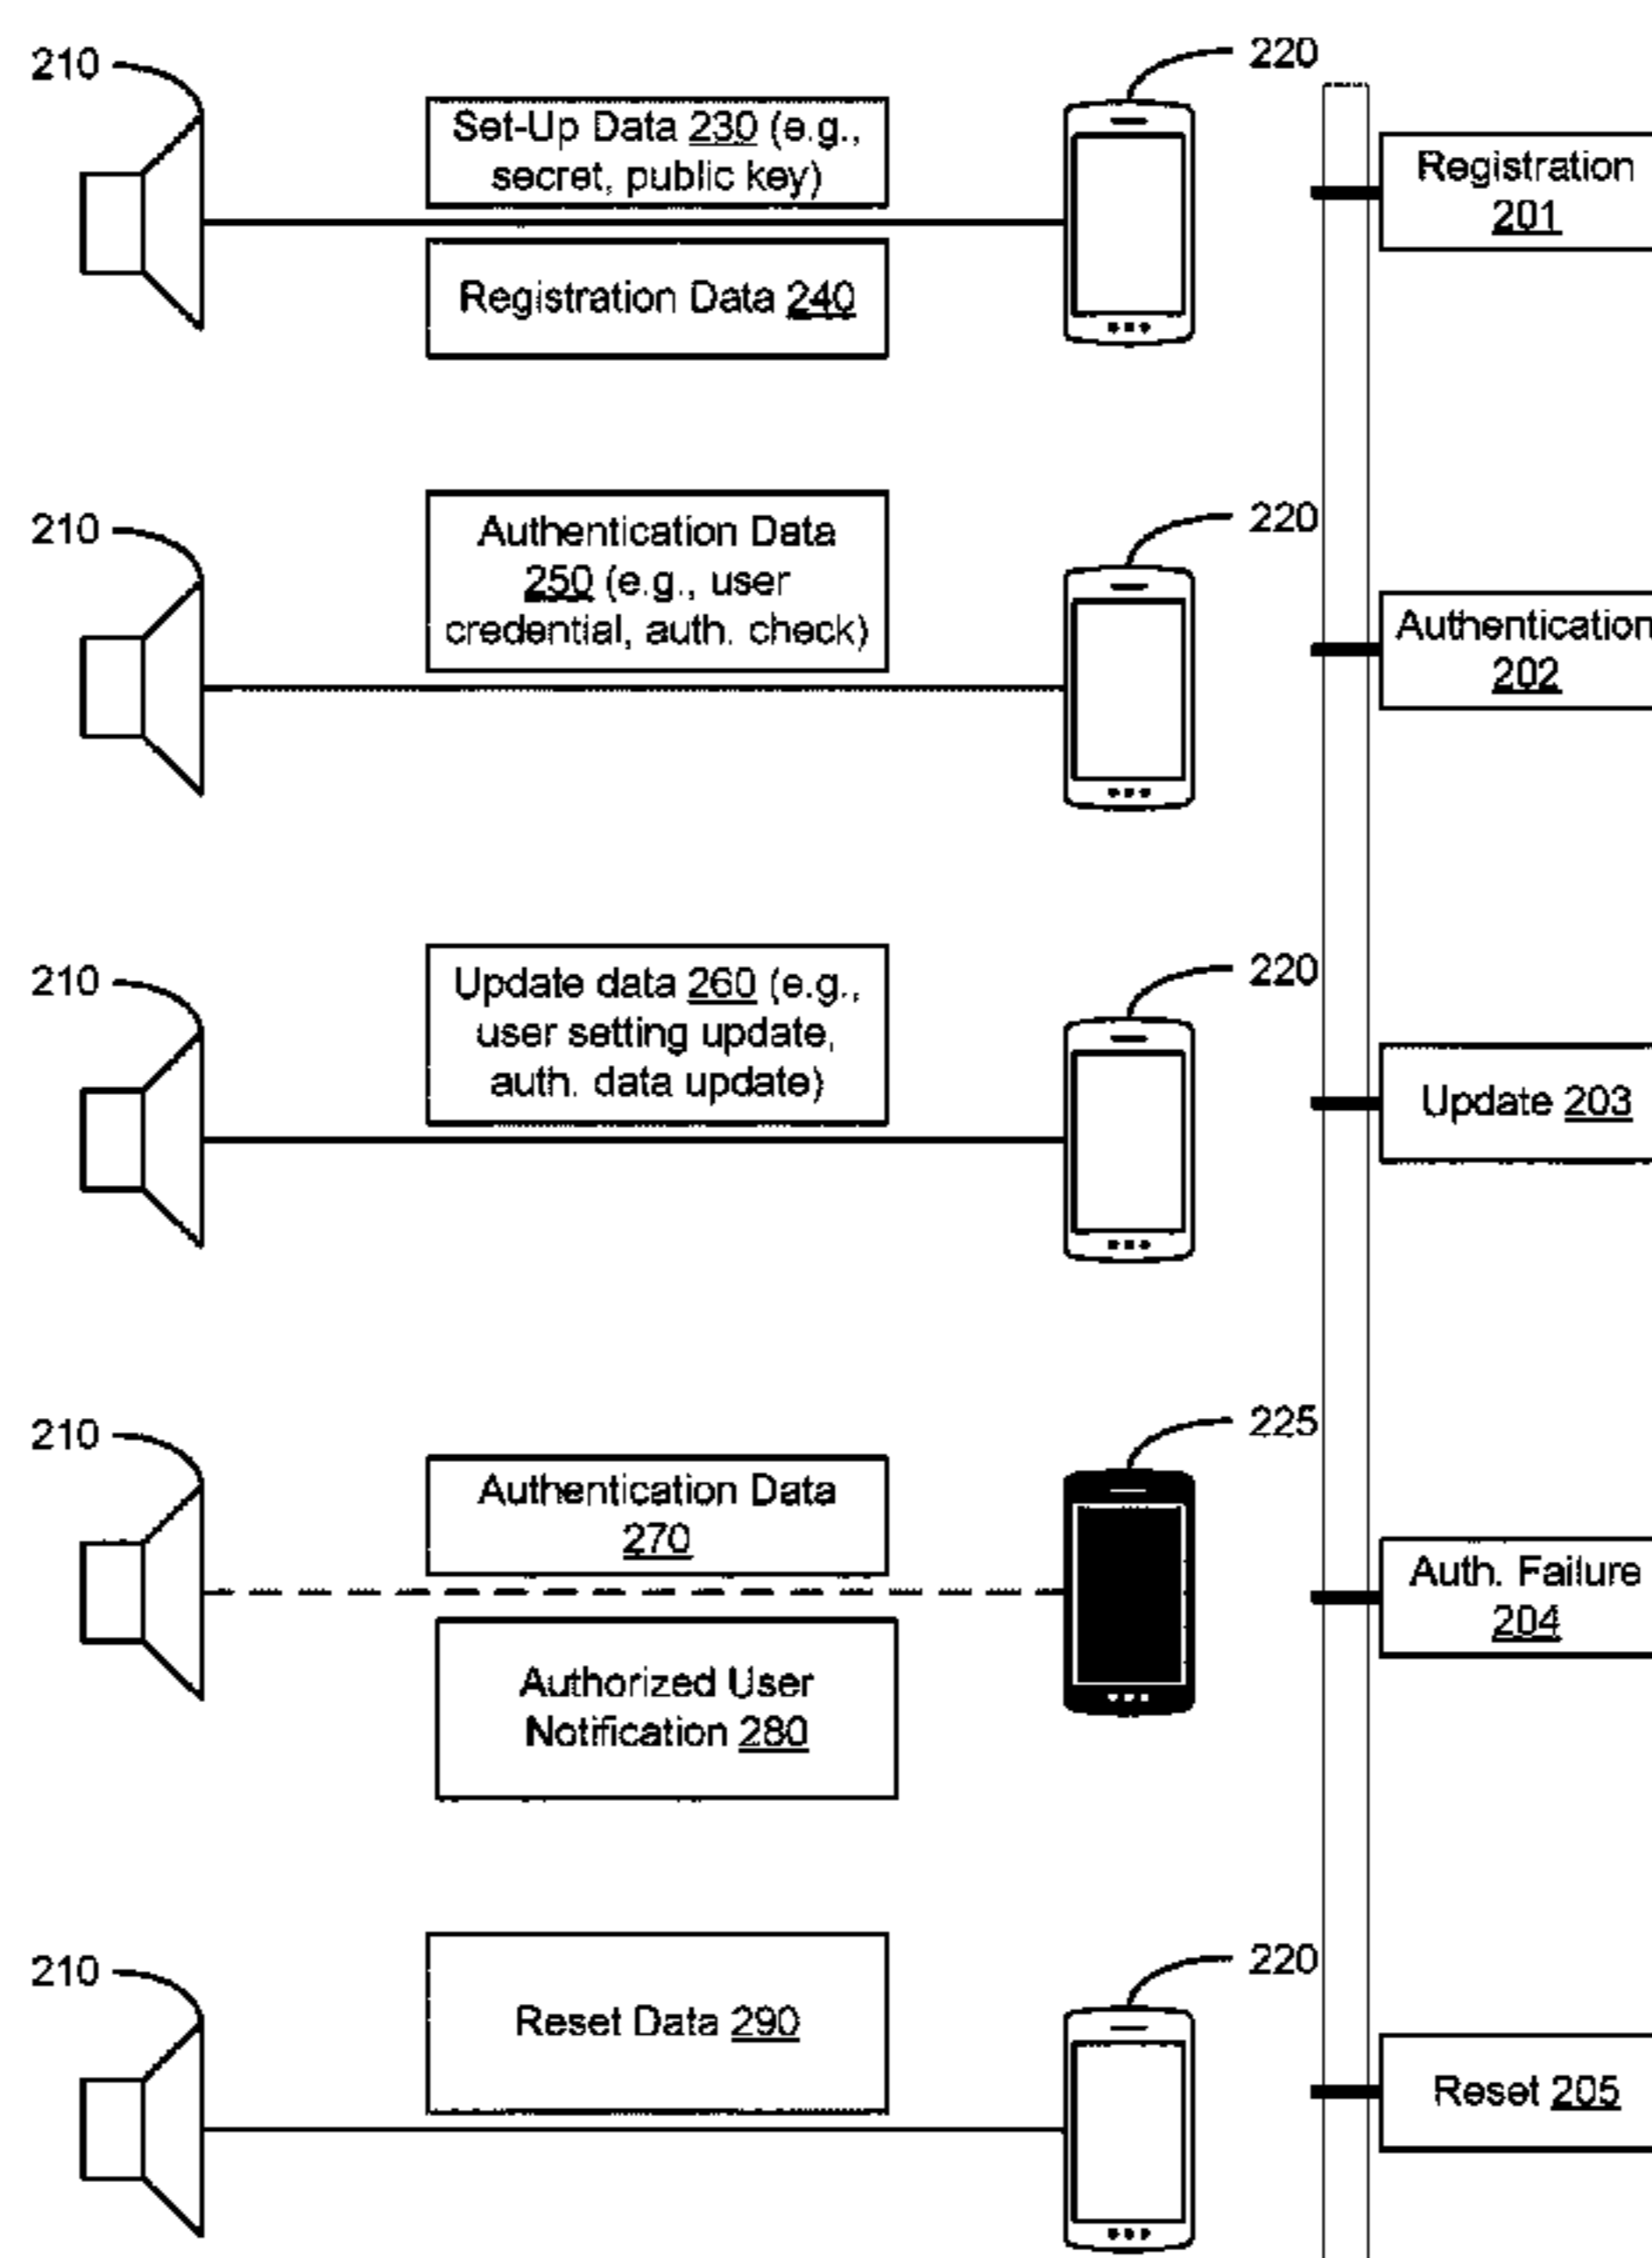 210
220
Set-Up Data 230 (e.g.,
secret, public key)
Registration Data 240
Registration
201
210
220
Authentication Data
250 (e.g., user
credential, auth. check)
Authentication
202
210
220
Update data 260 (e.g.,
user setting update,
auth. data update)
Update 203
210
225
Authentication Data
270
Authorized User
Notification 280
Auth. Failure
204
210
220
Reset Data 290
Reset 205